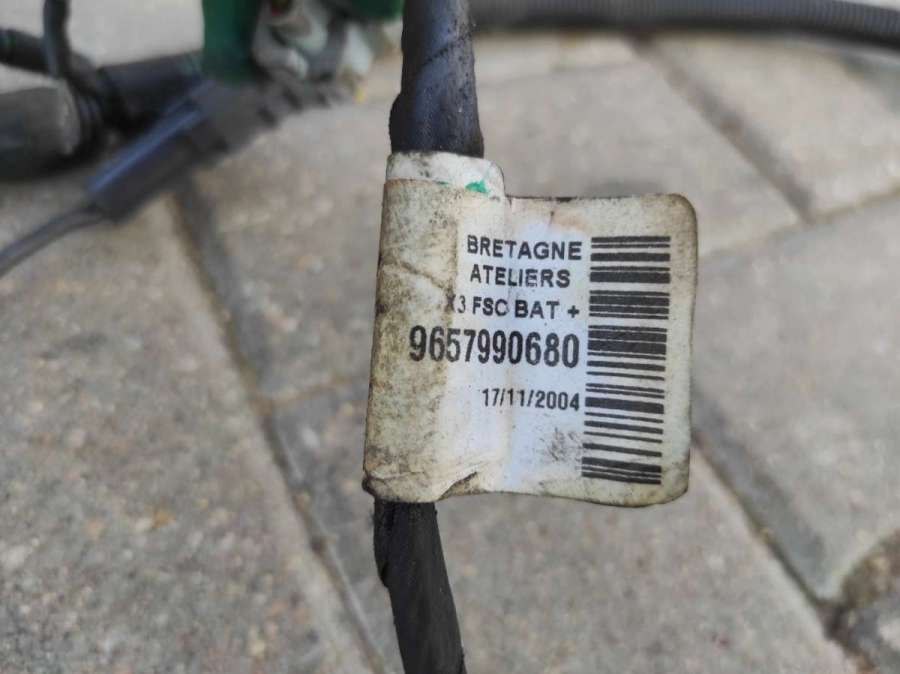 BRETAGNE
ATELIERS
X3 FSC BAT +
9657990680
17/11/2004